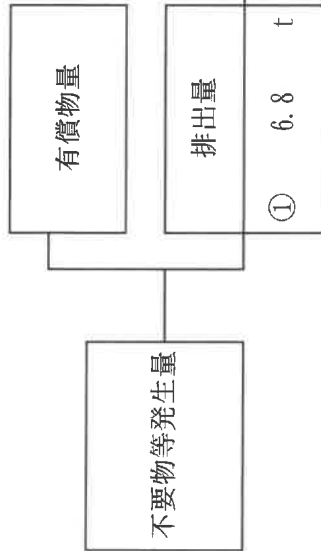 有償物量
排出量
① 6.8 t
不要物等発生量